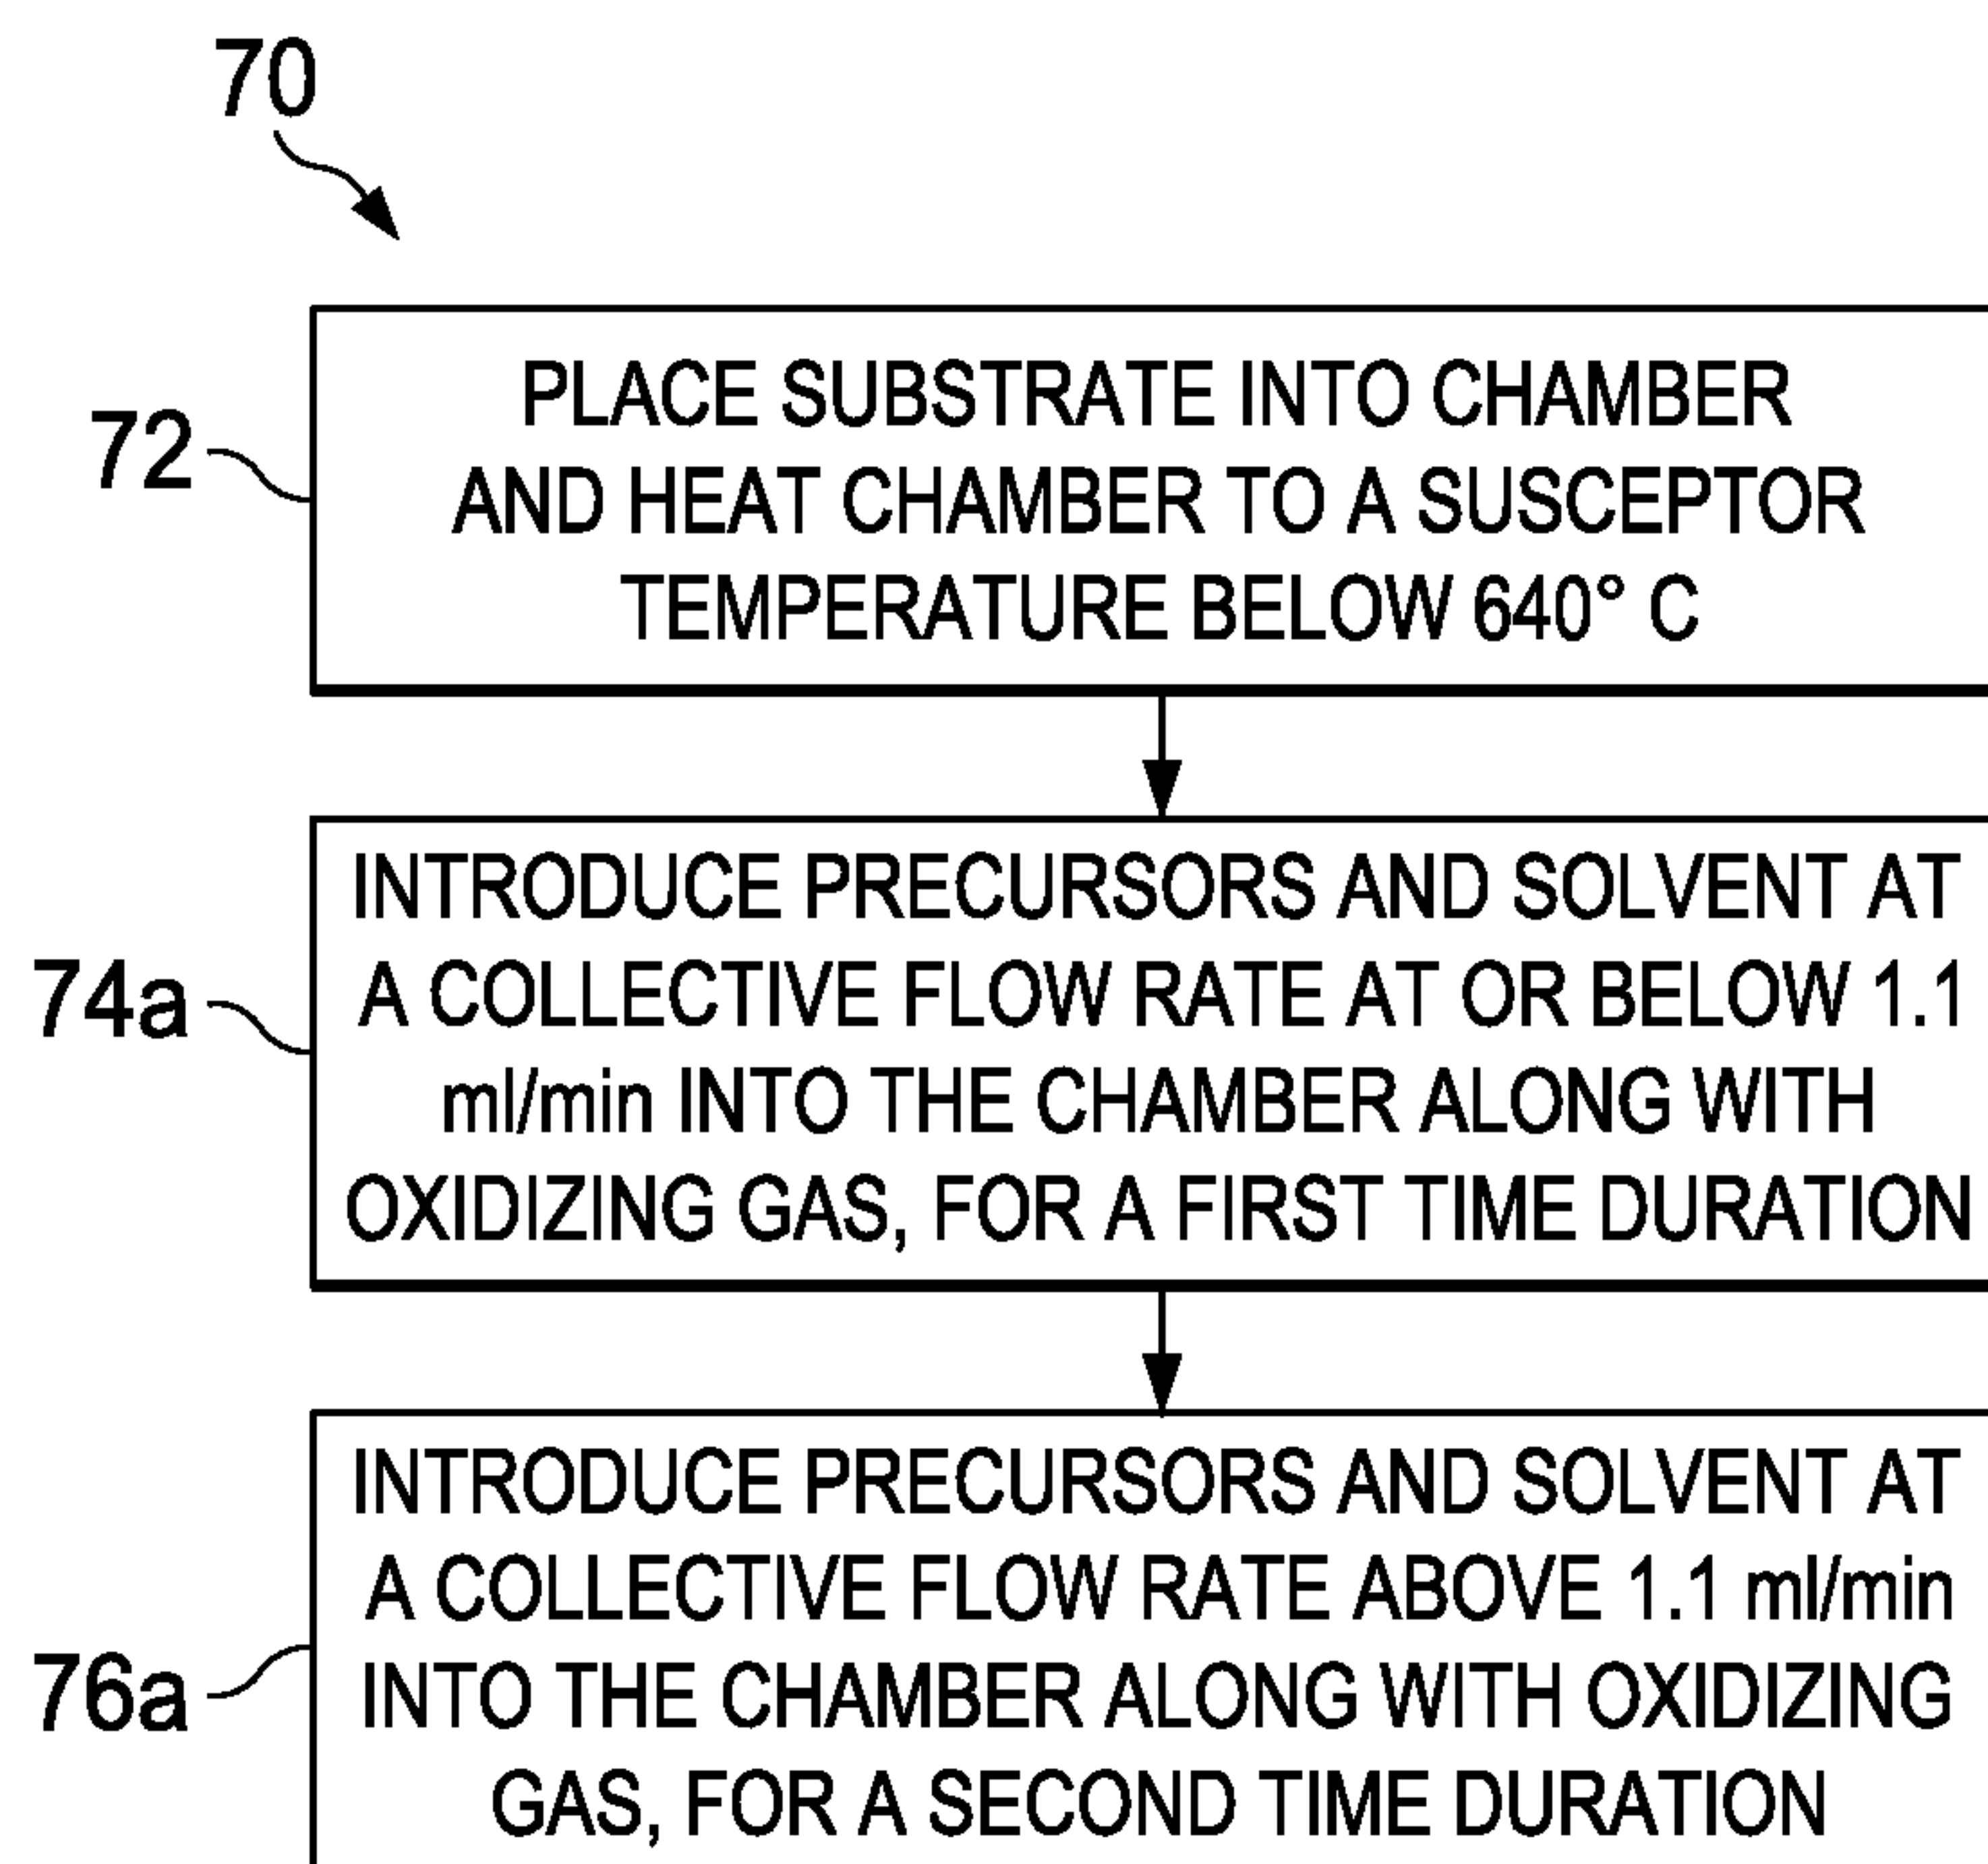 70
72
PLACE SUBSTRATE INTO CHAMBER
AND HEAT CHAMBER TO A SUSCEPTOR
TEMPERATURE BELOW 640° C
74a
INTRODUCE PRECURSORS AND SOLVENT AT
A COLLECTIVE FLOW RATE AT OR BELOW 1.1
ml/min INTO THE CHAMBER ALONG WITH
OXIDIZING GAS, FOR A FIRST TIME DURATION
76a
INTRODUCE PRECURSORS AND SOLVENT AT
A COLLECTIVE FLOW RATE ABOVE 1.1 ml/min
INTO THE CHAMBER ALONG WITH OXIDIZING
GAS, FOR A SECOND TIME DURATION